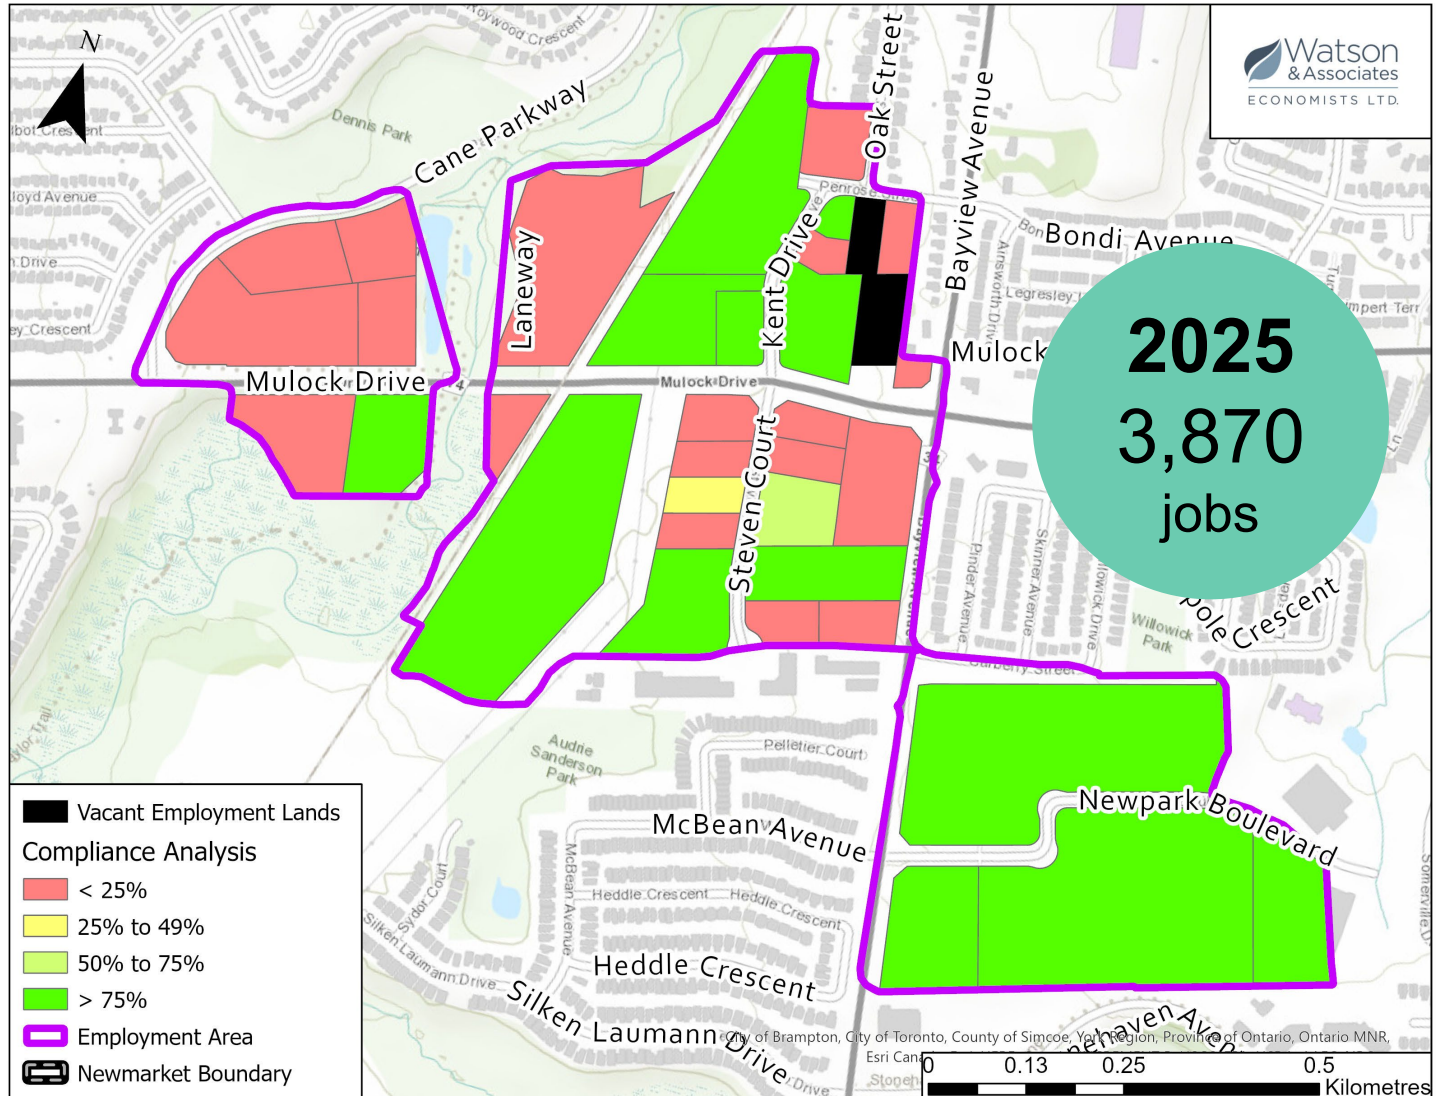 N
Roywood Crescent
Watson
& Associates
ECONOMISTS LTD.
Oak Street
Bayview Avenue
Dennis Park
Cane Parkway
Penrose
Kent Drive
Bondi Avenue
Ainsworth Drive
Legresley
Laneway
Mulock
Mulock Drive
Mulock Drive
2025
3,870
jobs
Steven Court
Bayview Avenue
Pinder Avenue
Skinner Avenue
Willowick
Park
Crescent
Audrie
Sanderson
Park
Pelletier Court
Newpark Boulevard
McBean Avenue
McBean Avenue
Sydor Court
Heddle Crescent
Heddle Crescent
Heddle Crescent
Silken Laumann Drive
Silken Laumann Drive
Vacant Employment Lands
Compliance Analysis
< 25%
25% to 49%
50% to 75%
> 75%
Employment Area
Newmarket Boundary
City of Brampton, City of Toronto, County of Simcoe, York Region, Province of Ontario, Ontario MNR,
0 0.13 0.25 0.5
Kilometres